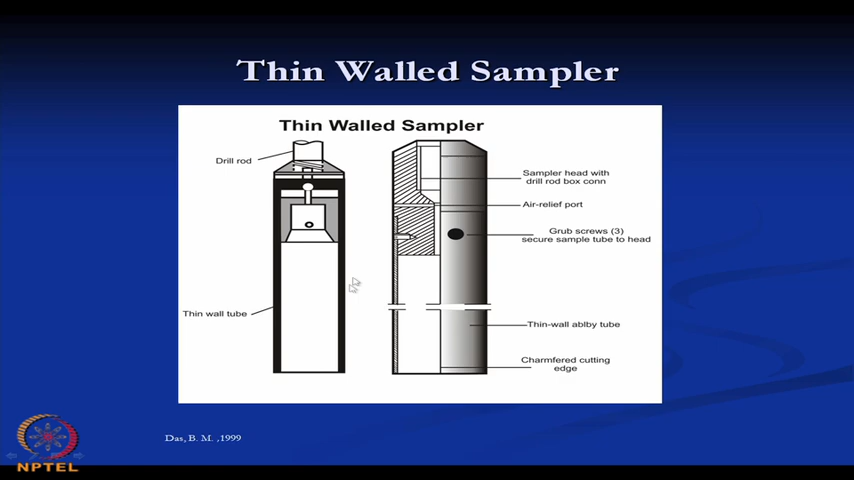 Thin Walled Sampler
Thin Walled Sampler
Drill rod
Thin wall tube
Sampler head with
drill rod box conn
Air-relief port
Grub screws (3)
secure sample tube to head
Thin-wall ablby tube
Charmfered cutting
edge
Das, B. M. ,1999
NPTEL